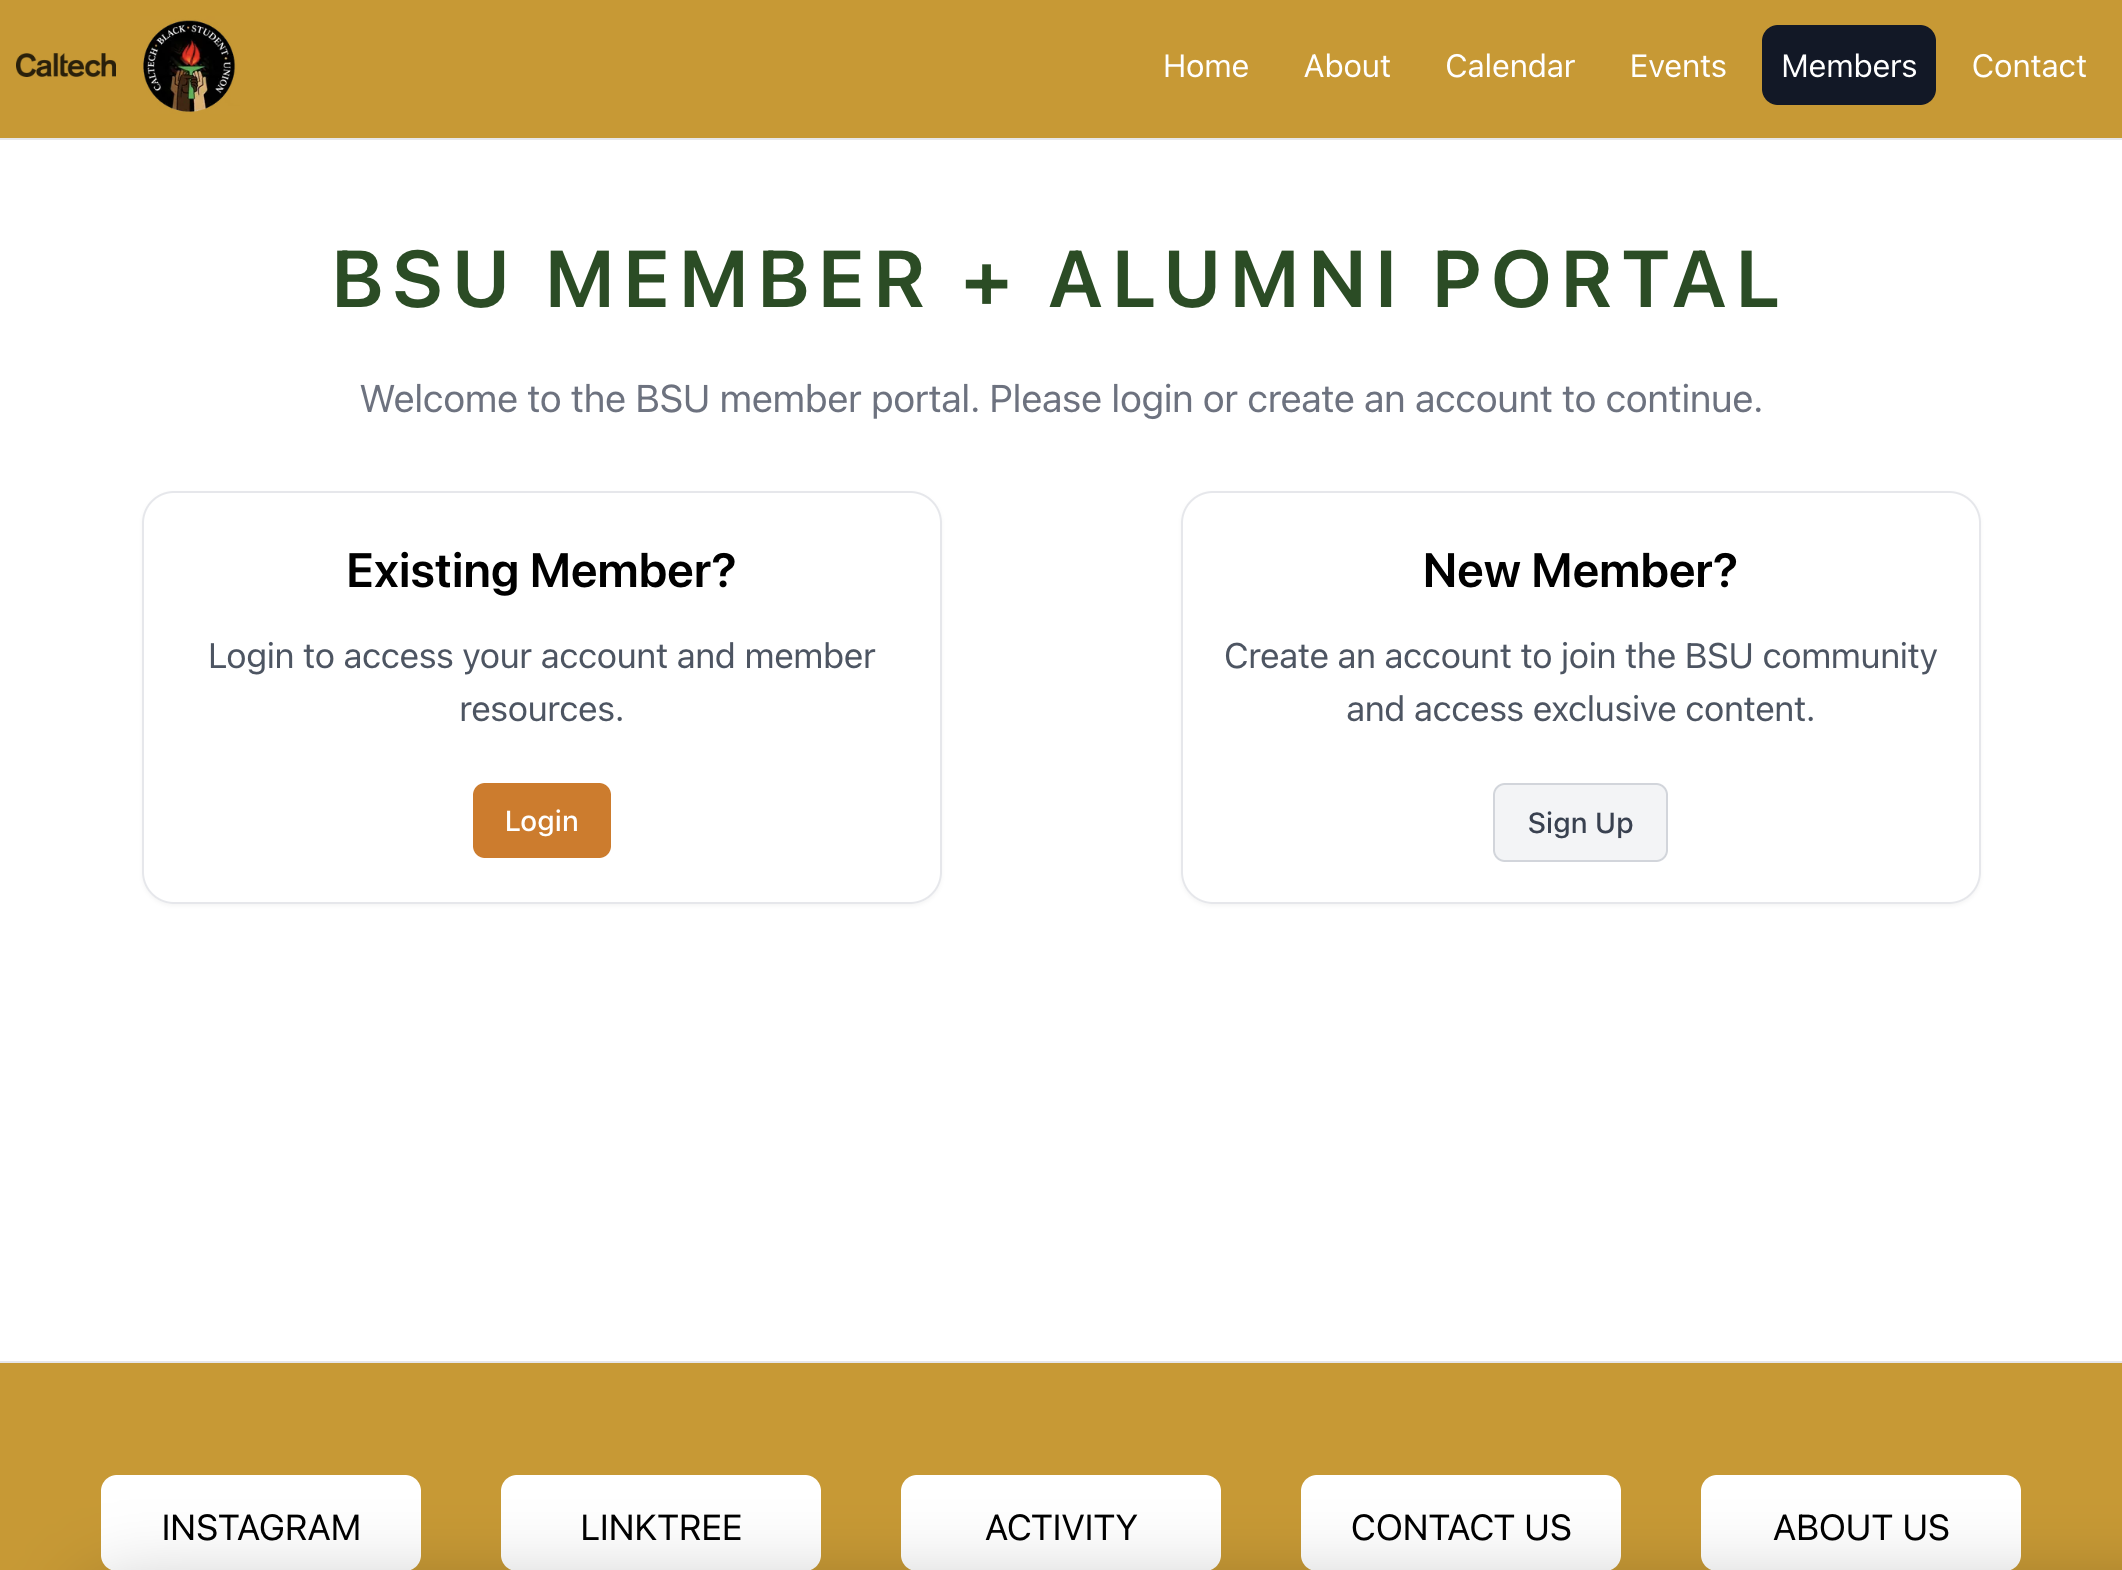 Caltech
CALTECH · BLACK · STUDENT · UNION
Home
About
Calendar
Events
Members
Contact
BSU MEMBER + ALUMNI PORTAL
Welcome to the BSU member portal. Please login or create an account to continue.
Existing Member?
Login to access your account and member
resources.
Login
New Member?
Create an account to join the BSU community
and access exclusive content.
Sign Up
INSTAGRAM
LINKTREE
ACTIVITY
CONTACT US
ABOUT US